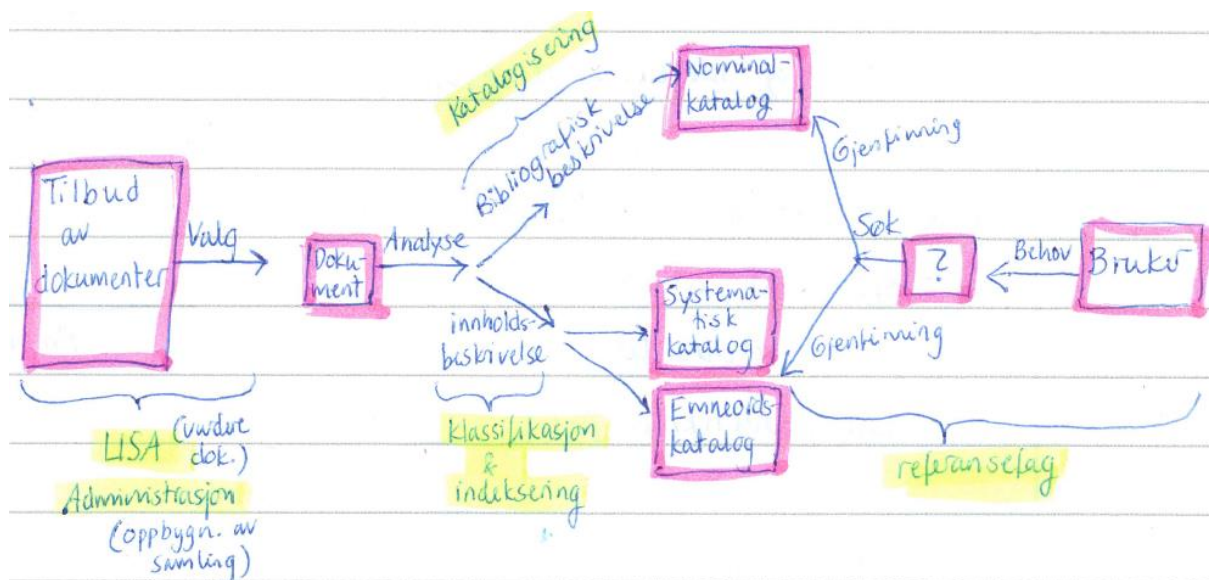 Tilbud
av
dokumenter
Valg
Doku-
ment
Analyse
Katalogisering
Bibliografisk
beskrivelse
Nominal-
katalog
innholds-
beskrivelse
Systema-
tisk
katalog
Emneords-
katalog
Gjenfinning
Søk
Gjenfinning
?
Behov
Bruker
LISA (vurdere
dok.)
Administrasjon
(oppbygn. av
samling)
Klassifikasjon
&
indeksering
referansefag